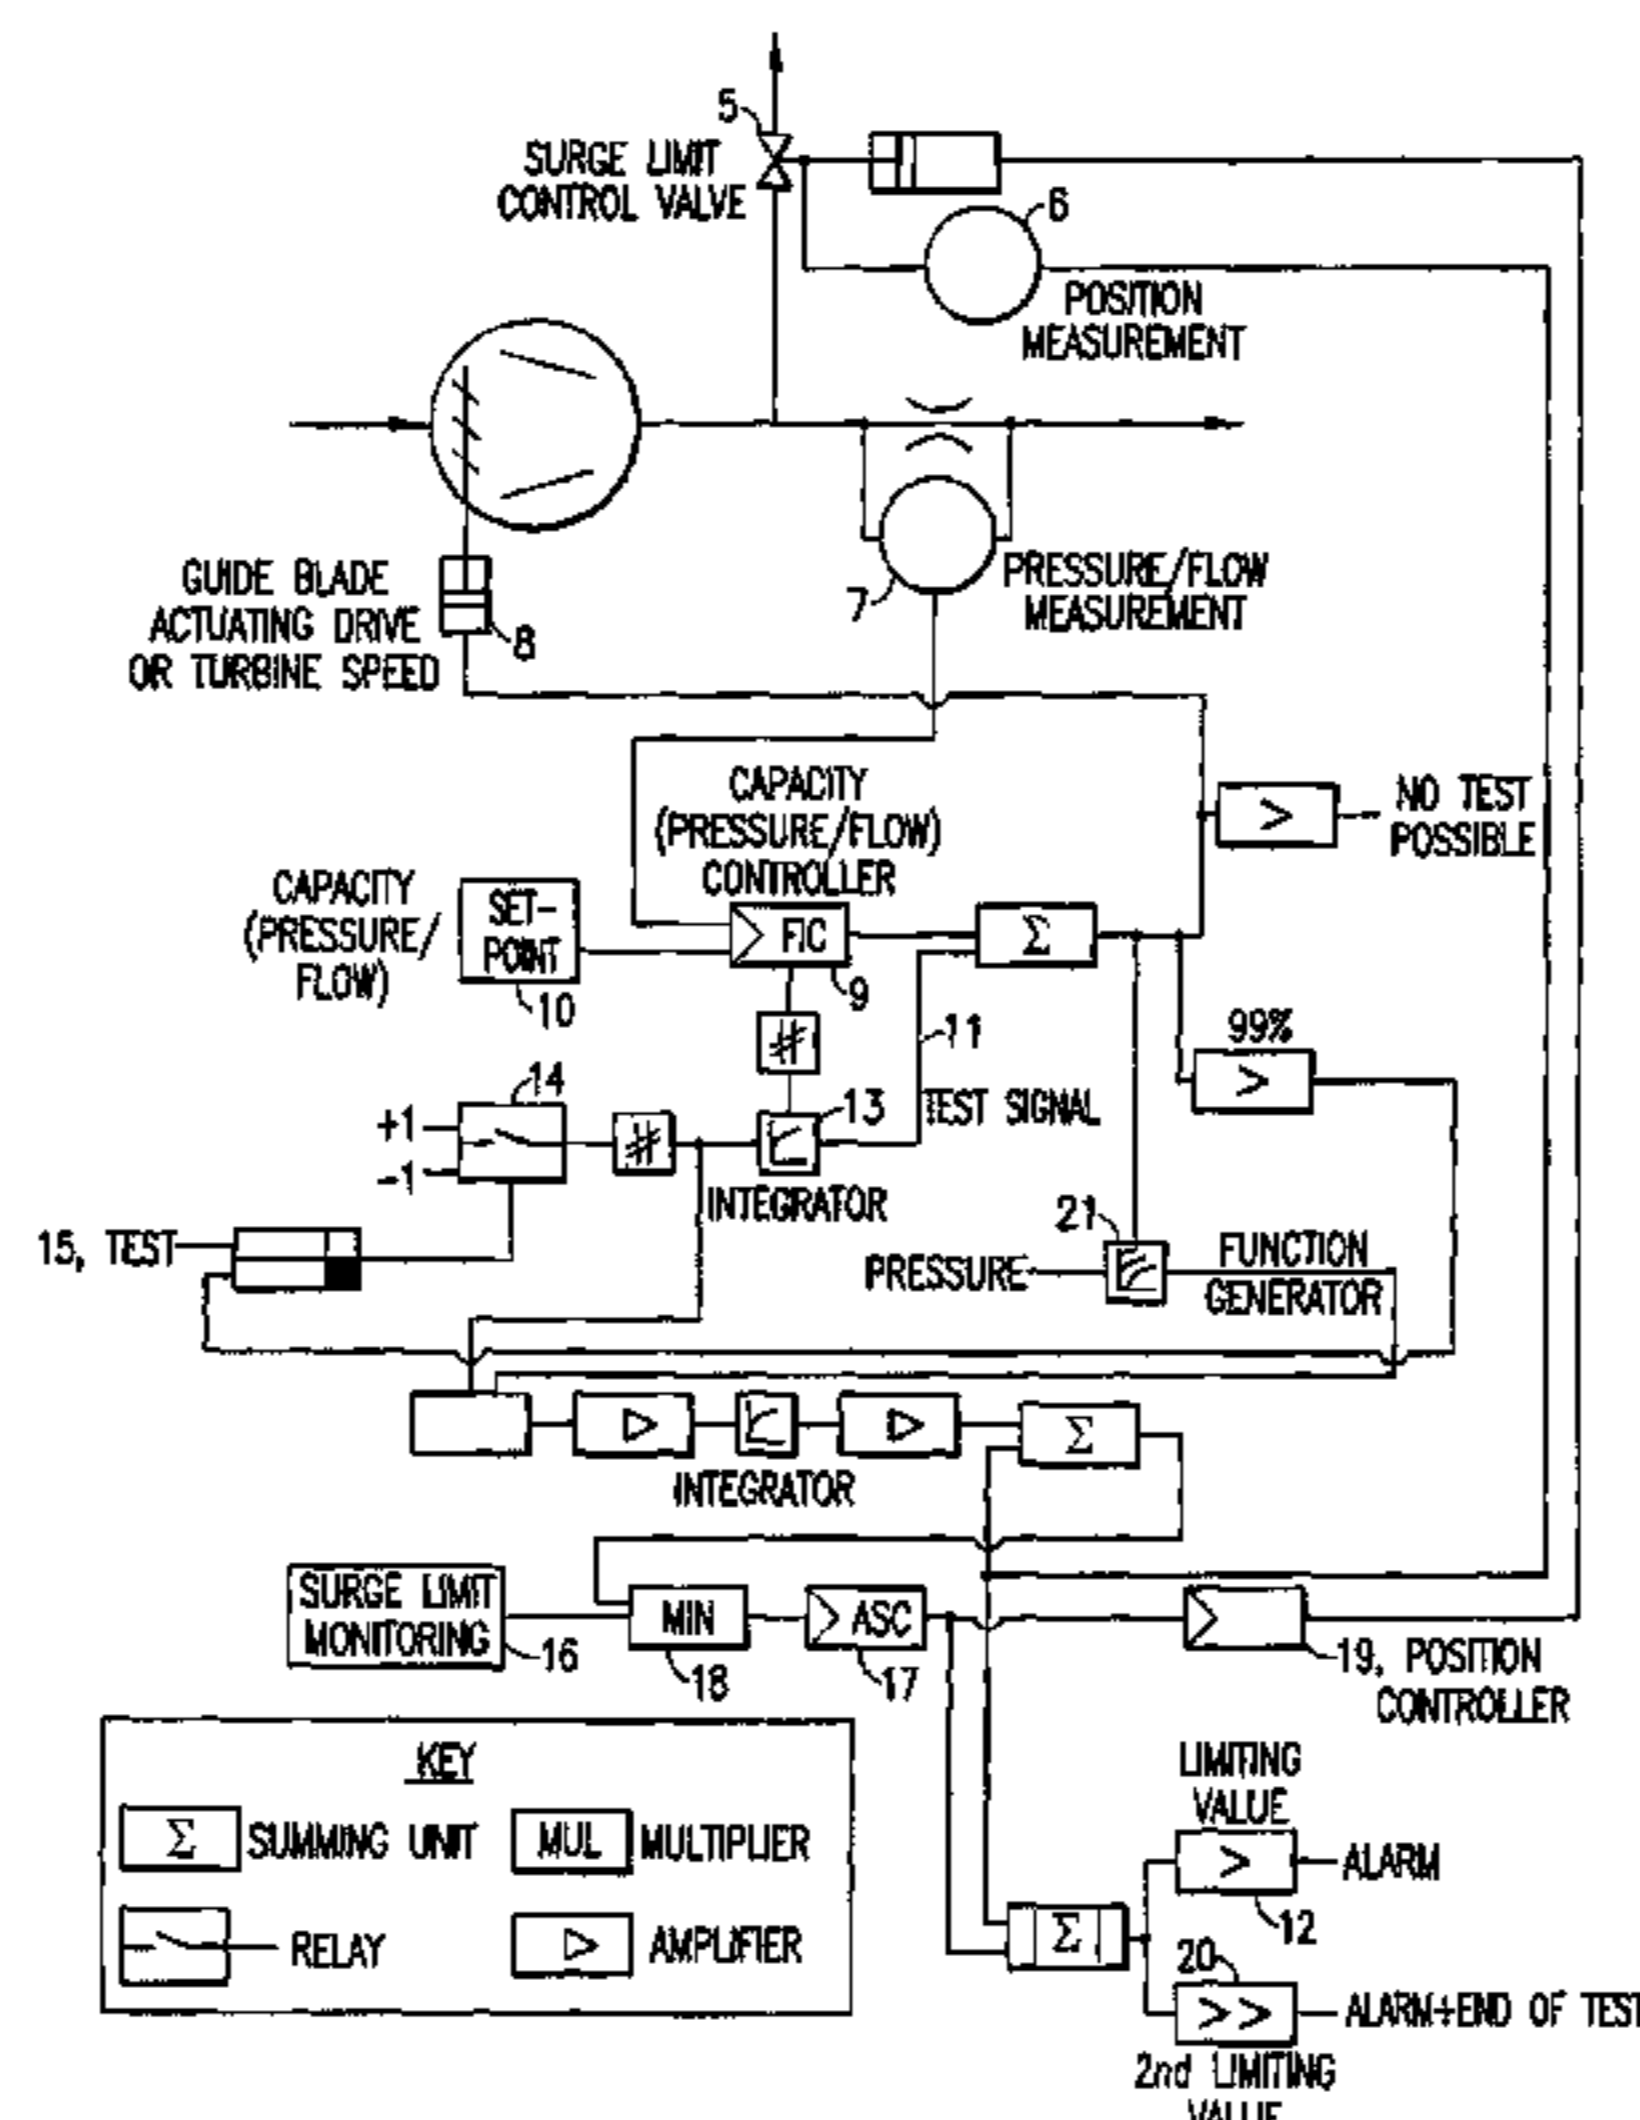 5
SURGE LIMIT
CONTROL VALVE
6
POSITION
MEASUREMENT
GUIDE BLADE
ACTUATING DRIVE
OR TURBINE SPEED
8
7
PRESSURE/FLOW
MEASUREMENT
CAPACITY
(PRESSURE/FLOW)
CONTROLLER
>
NO TEST
POSSIBLE
CAPACITY
(PRESSURE/
FLOW)
SET-
POINT
10
FIC
9
Σ
11
99%
>
14
+1
-1
13
TEST SIGNAL
INTEGRATOR
15, TEST
21
PRESSURE
FUNCTION
GENERATOR
Σ
INTEGRATOR
SURGE LIMIT
MONITORING
16
MIN
18
ASC
17
19, POSITION
CONTROLLER
KEY
Σ SUMMING UNIT
MUL MULTIPLIER
RELAY
AMPLIFIER
LIMITING
VALUE
>
ALARM
12
Σ
20
>>
ALARM+END OF TEST
2nd LIMITING
VALUE